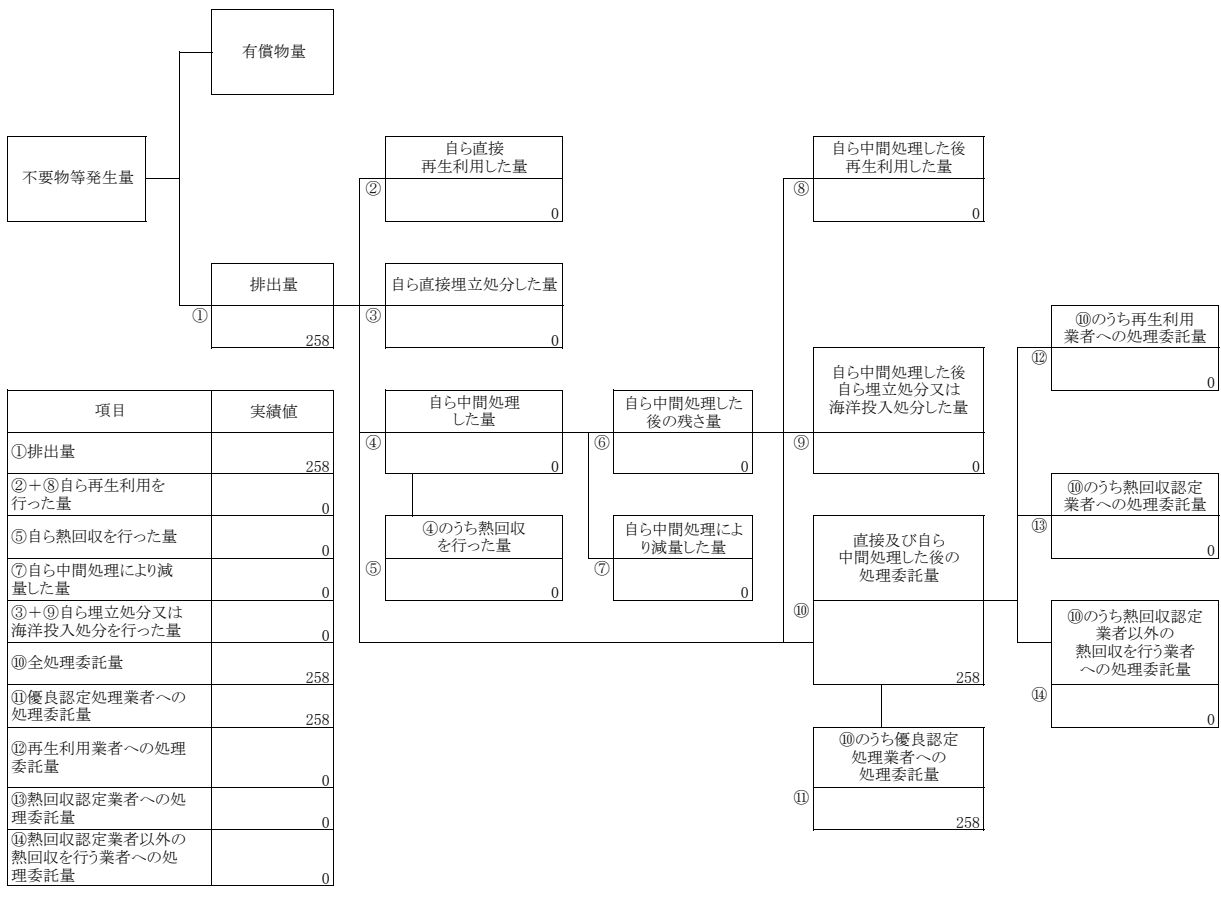 有償物量
不要物等発生量
自ら直接
再生利用した量
②
0
自ら中間処理した後
再生利用した量
⑧
0
排出量
①
258
自ら直接埋立処分した量
③
0
⑩のうち再生利用
業者への処理委託量
⑫
0
自ら中間処理
した量
④
0
自ら中間処理した
後の残さ量
⑥
0
自ら中間処理した後
自ら埋立処分又は
海洋投入処分した量
⑨
0
⑩のうち熱回収認定
業者への処理委託量
⑬
0
④のうち熱回収
を行った量
⑤
0
自ら中間処理によ
り減量した量
⑦
0
直接及び自ら
中間処理した後の
処理委託量
⑩
258
⑩のうち熱回収認定
業者以外の
熱回収を行う業者
への処理委託量
⑭
0
⑩のうち優良認定
処理業者への
処理委託量
⑪
258
項目 実績値
①排出量
258
②+⑧自ら再生利用を
行った量
0
⑤自ら熱回収を行った量
0
⑦自ら中間処理により減
量した量
0
③+⑨自ら埋立処分又は
海洋投入処分を行った量
0
⑩全処理委託量
258
⑪優良認定処理業者への
処理委託量
258
⑫再生利用業者への処理
委託量
0
⑬熱回収認定業者への処
理委託量
0
⑭熱回収認定業者以外の
熱回収を行う業者への処
理委託量
0